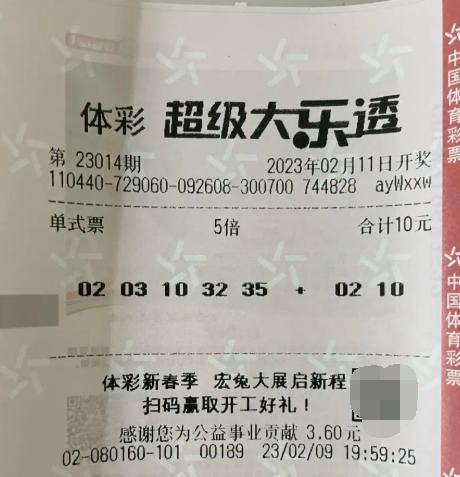 体彩 超级大乐透
第 23014期 2023年02月11日开奖
110440-729060-092608-300700 744828 ayWxxw
单式票 5倍 合计10元
02 03 10 32 35 + 02 10
体彩新春季 宏兔大展启新程
扫码赢取开工好礼！
感谢您为公益事业贡献 3.60元
02-080160-101 00189 23/02/09 19:59:25
中国体育彩票
中国体育彩票